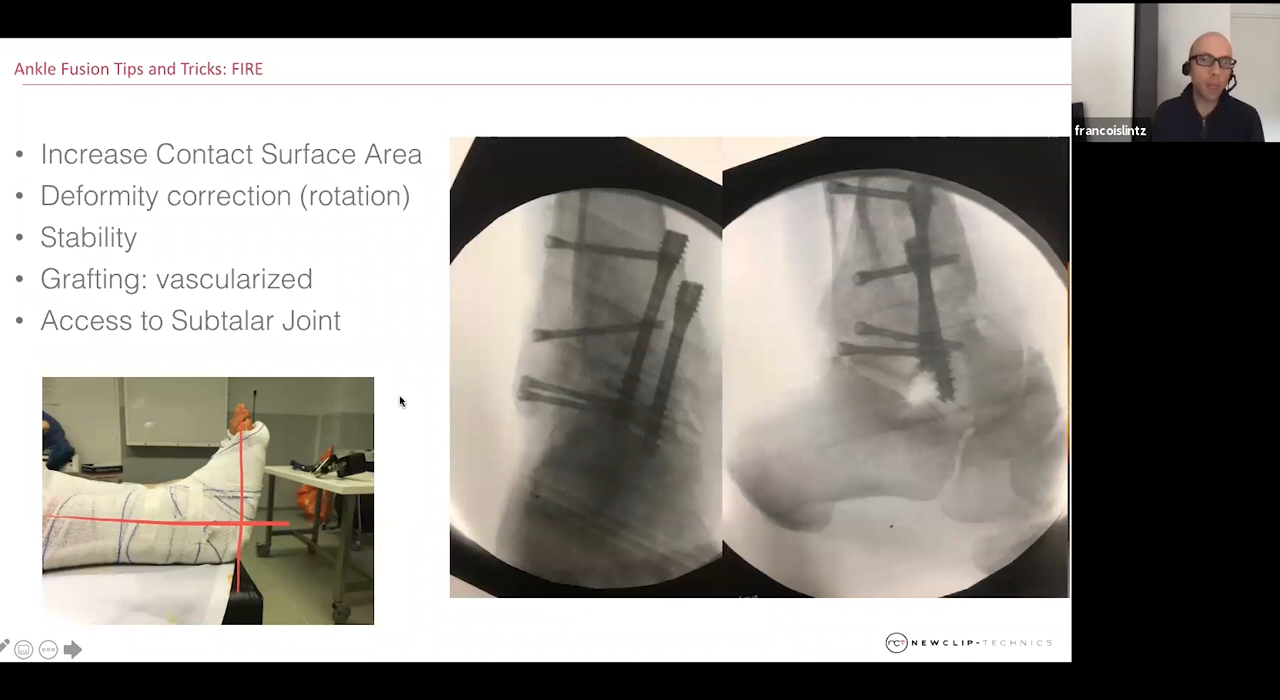 Ankle Fusion Tips and Tricks: FIRE
francoislintz
• Increase Contact Surface Area
• Deformity correction (rotation)
• Stability
• Grafting: vascularized
• Access to Subtalar Joint
NCT NEWCLIP-TECHNICS